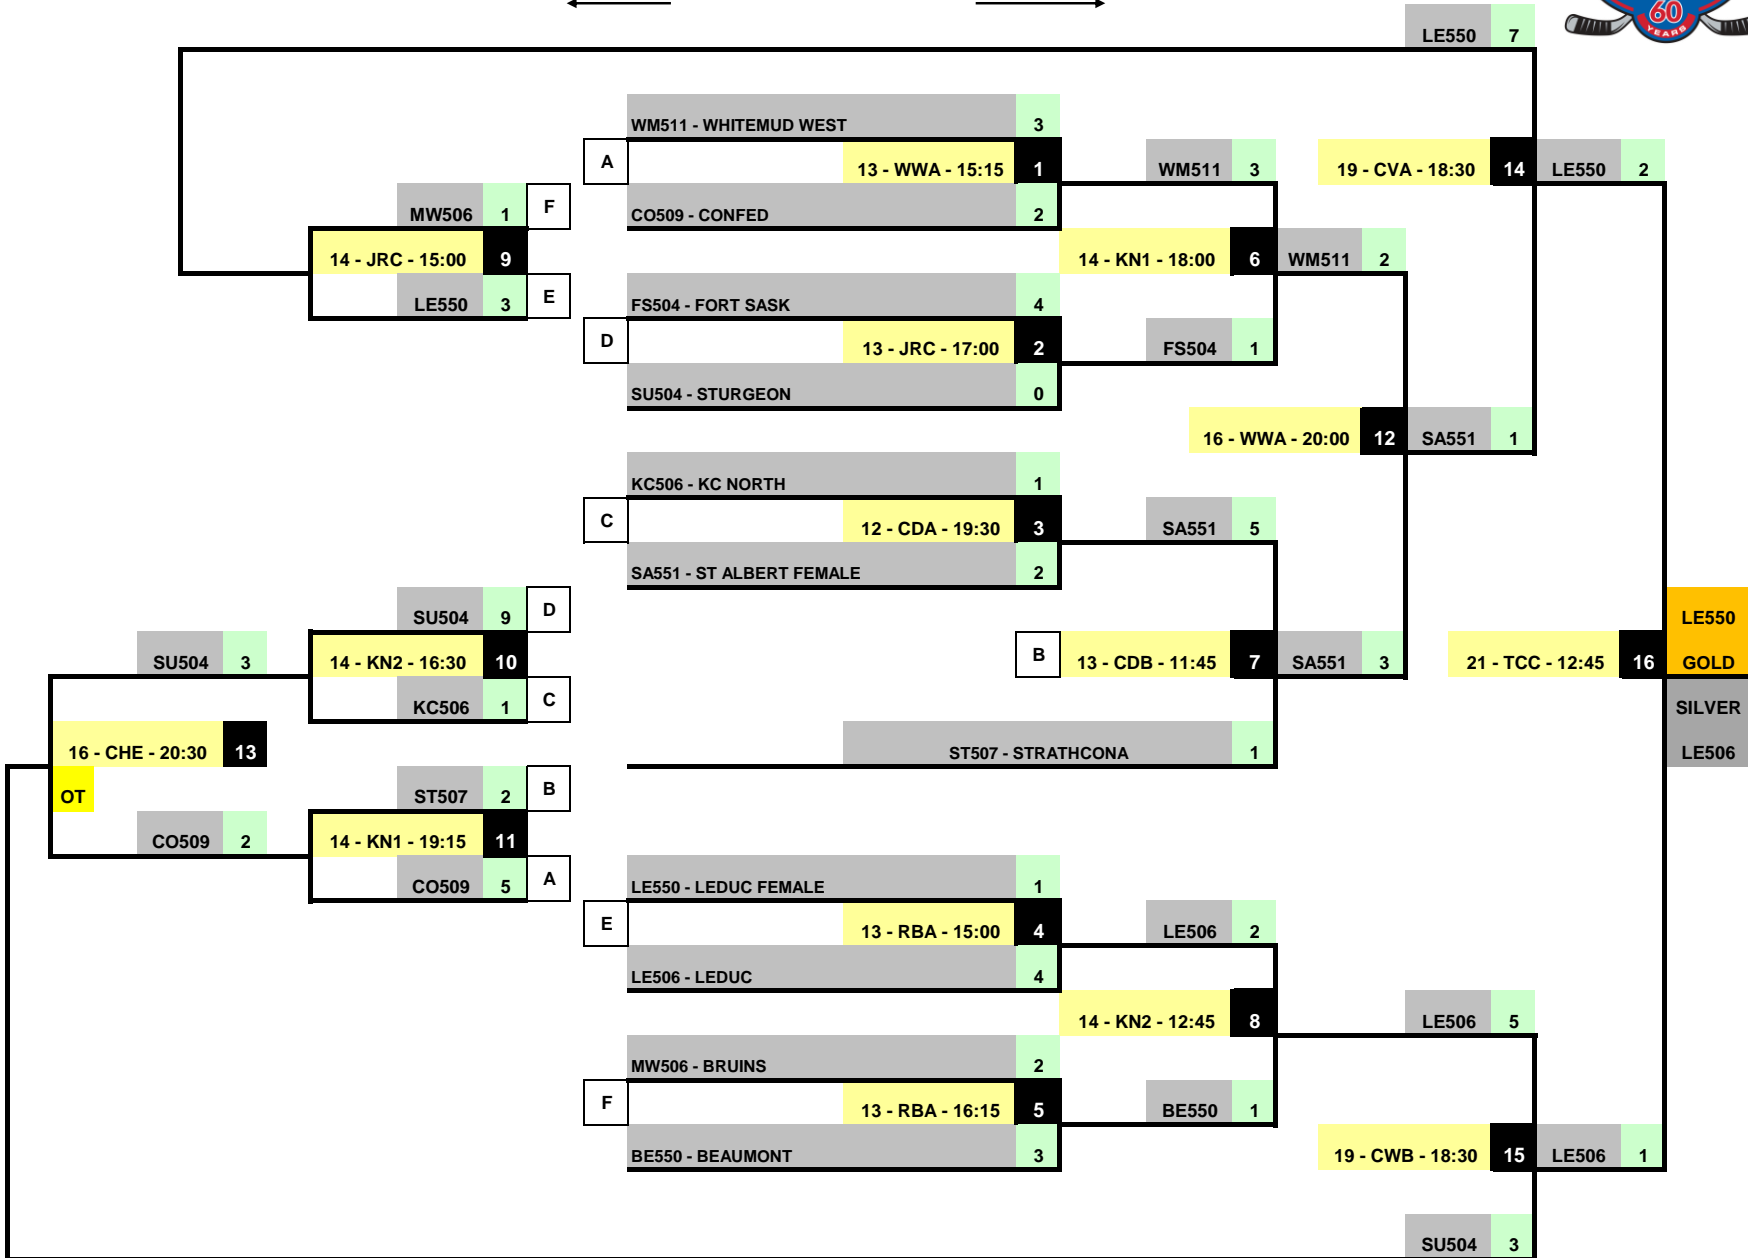 60
YEARS
LE550 7
WM511 - WHITEMUD WEST 3
A 13 - WWA - 15:15 1 WM511 3 19 - CVA - 18:30 14 LE550 2
MW506 1 F CO509 - CONFED 2
14 - JRC - 15:00 9 14 - KN1 - 18:00 6 WM511 2
LE550 3 E FS504 - FORT SASK 4
D 13 - JRC - 17:00 2 FS504 1
SU504 - STURGEON 0
16 - WWA - 20:00 12 SA551 1
KC506 - KC NORTH 1
C 12 - CDA - 19:30 3 SA551 5
SA551 - ST ALBERT FEMALE 2
SU504 9 D LE550
SU504 3 14 - KN2 - 16:30 10 B 13 - CDB - 11:45 7 SA551 3 21 - TCC - 12:45 16 GOLD
KC506 1 C SILVER
16 - CHE - 20:30 13 ST507 - STRATHCONA 1 LE506
OT ST507 2 B
CO509 2 14 - KN1 - 19:15 11
CO509 5 A LE550 - LEDUC FEMALE 1
E 13 - RBA - 15:00 4 LE506 2
LE506 - LEDUC 4
14 - KN2 - 12:45 8 LE506 5
MW506 - BRUINS 2
F 13 - RBA - 16:15 5 BE550 1
BE550 - BEAUMONT 3 19 - CWB - 18:30 15 LE506 1
SU504 3